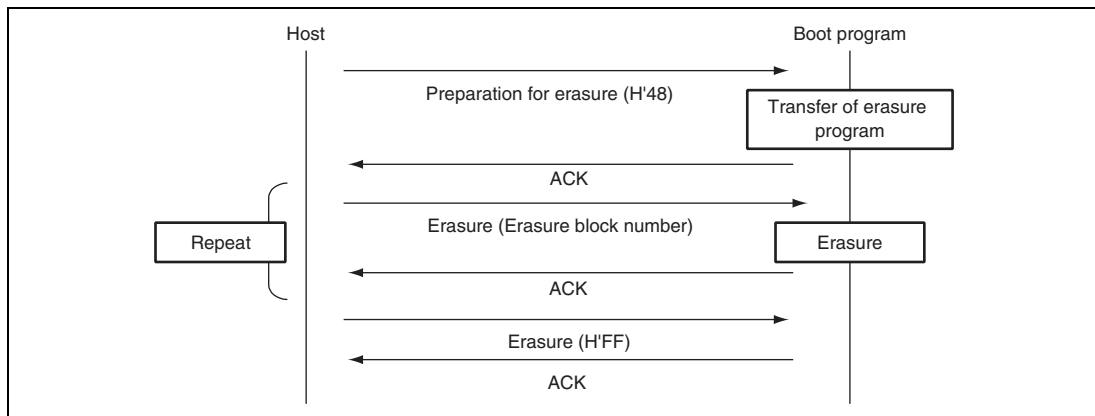 Host
Boot program
Preparation for erasure (H'48)
Transfer of erasure
program
ACK
Erasure (Erasure block number)
Repeat
Erasure
ACK
Erasure (H'FF)
ACK